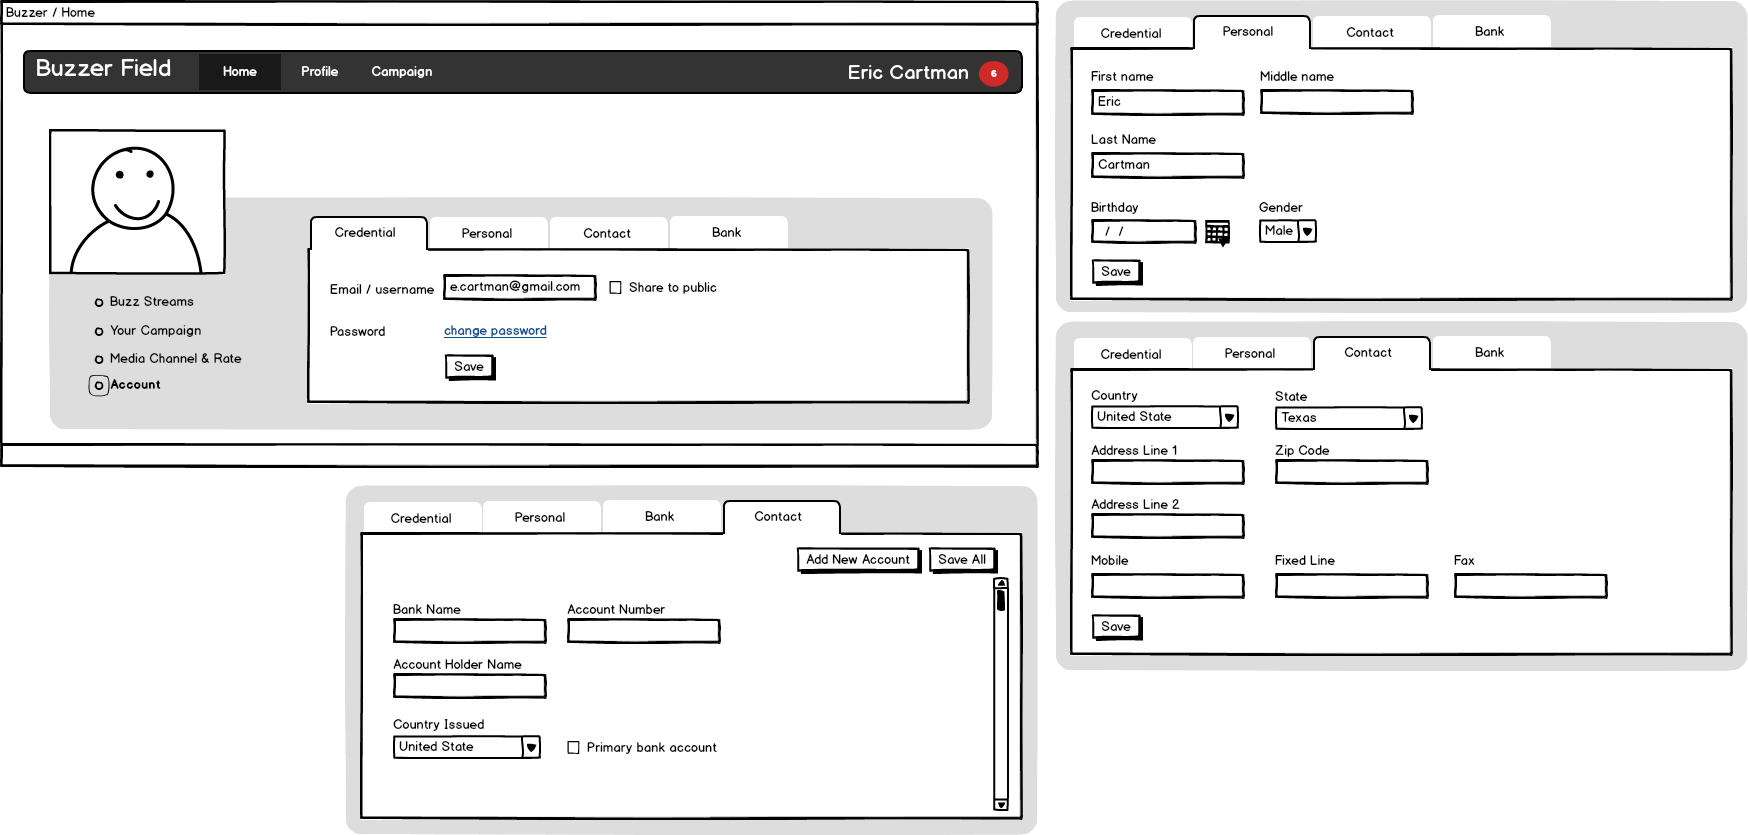 Buzzer / Home
Buzzer Field Home Profile Campaign Eric Cartman 6
Credential Personal Contact Bank
Email / username e.cartman@gmail.com Share to public
Password change password
Save
Buzz Streams
Your Campaign
Media Channel & Rate
Account
Credential Personal Contact Bank
First name Middle name
Eric
Last Name
Cartman
Birthday Gender
/ / Male
Save
Credential Personal Contact Bank
Country State
United State Texas
Address Line 1 Zip Code
Address Line 2
Mobile Fixed Line Fax
Save
Credential Personal Bank Contact
Add New Account Save All
Bank Name Account Number
Account Holder Name
Country Issued
United State Primary bank account